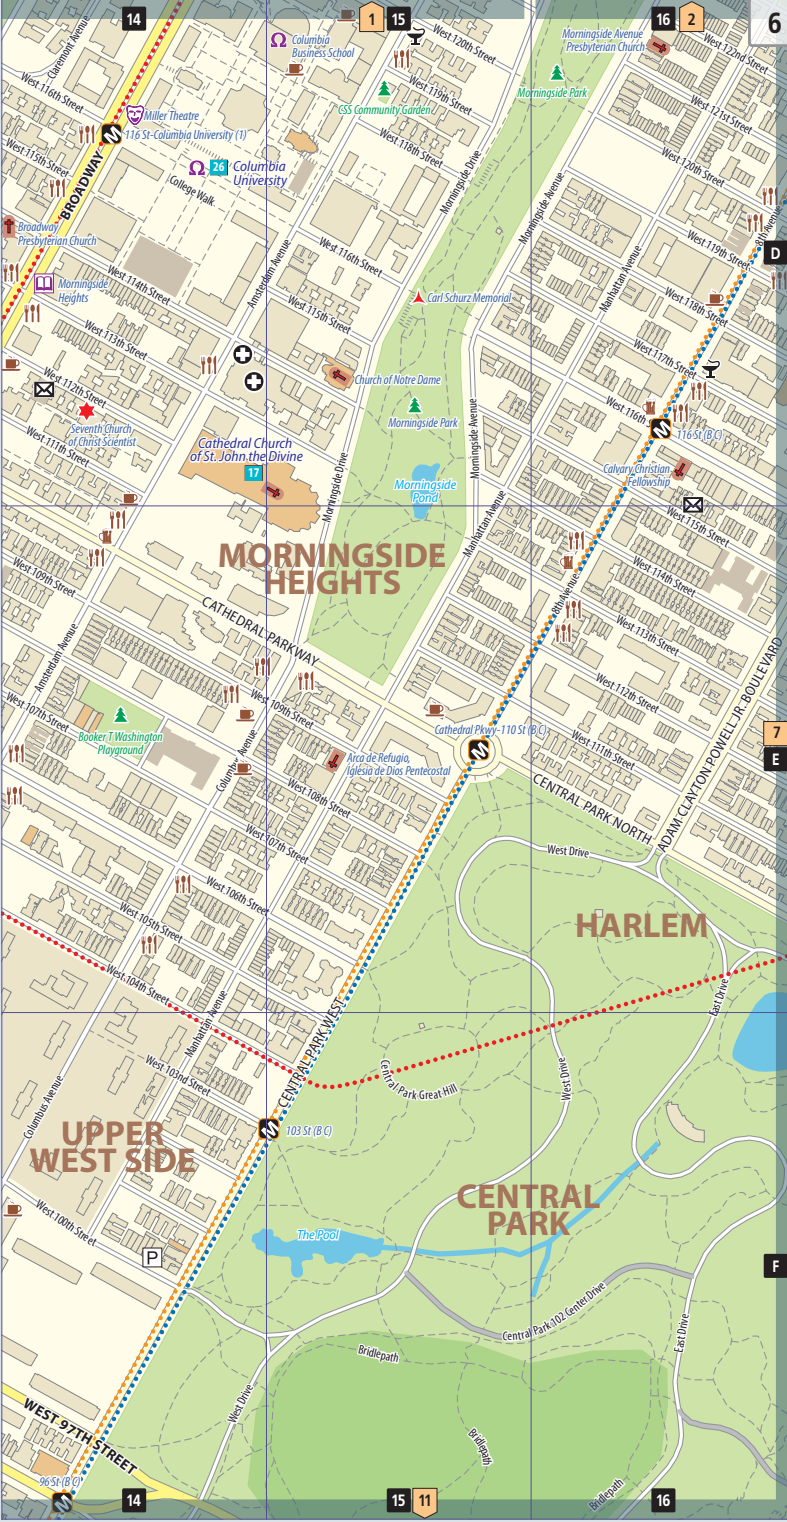 14
1
15
16
2
6
Claremont Avenue
Columbia
Business School
West 120th Street
Morningside Avenue
Presbyterian Church
West 122nd Street
West 116th Street
West 119th Street
CSS Community Garden
Morningside Park
West 121st Street
Miller Theatre
116 St-Columbia University (1)
West 118th Street
West 120th Street
West 115th Street
BROADWAY
26
Columbia
University
College Walk
Morningside Drive
Morningside Avenue
Broadway
Presbyterian Church
8th Avenue
West 119th Street
D
Amsterdam Avenue
West 116th Street
Manhattan Avenue
West 114th Street
Morningside
Heights
West 115th Street
Carl Schurz Memorial
West 118th Street
West 113th Street
West 117th Street
Church of Notre Dame
West 112th Street
Morningside Park
Seventh Church
of Christ Scientist
West 116th Street
116 St (B C)
West 111th Street
Cathedral Church
of St. John the Divine
17
Morningside Avenue
Calvary Christian
Fellowship
Morningside Drive
Morningside
Pond
Manhattan Avenue
West 115th Street
MORNINGSIDE
HEIGHTS
West 109th Street
West 114th Street
CATHEDRAL PARKWAY
8th Avenue
West 113th Street
Amsterdam Avenue
West 112th Street
ADAM CLAYTON POWELL JR. BOULEVARD
West 107th Street
West 109th Street
Booker T Washington
Playground
Cathedral Pkwy-110 St (B C)
West 111th Street
7
E
Columbus Avenue
Arca de Refugio,
Iglesia de Dios Pentecostal
West 108th Street
CENTRAL PARK NORTH
West 107th Street
West Drive
West 106th Street
West 105th Street
HARLEM
West 104th Street
East Drive
Manhattan Avenue
CENTRAL PARK WEST
West 103nd Street
Central Park Great Hill
West Drive
Columbus Avenue
UPPER
WEST SIDE
103 St (B C)
CENTRAL
PARK
West 100th Street
The Pool
P
F
Central Park 102 Center Drive
East Drive
Bridlepath
West Drive
WEST 97TH STREET
Bridlepath
96 St (B C)
Bridlepath
14
15
11
16